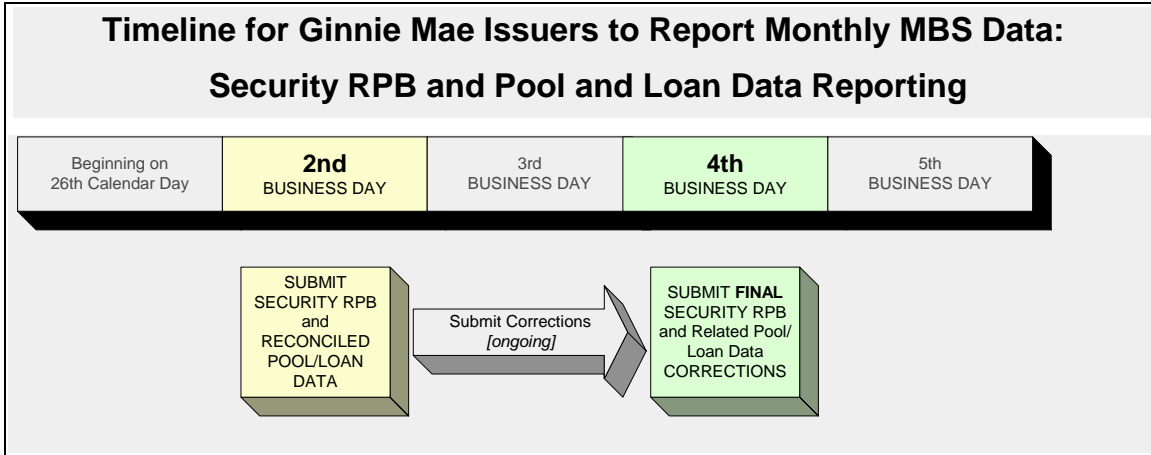 Timeline for Ginnie Mae Issuers to Report Monthly MBS Data:
Security RPB and Pool and Loan Data Reporting
Beginning on
26th Calendar Day
2nd
BUSINESS DAY
3rd
BUSINESS DAY
4th
BUSINESS DAY
5th
BUSINESS DAY
SUBMIT
SECURITY RPB
and
RECONCILED
POOL/LOAN
DATA
Submit Corrections
[ongoing]
SUBMIT FINAL
SECURITY RPB
and Related Pool/
Loan Data
CORRECTIONS